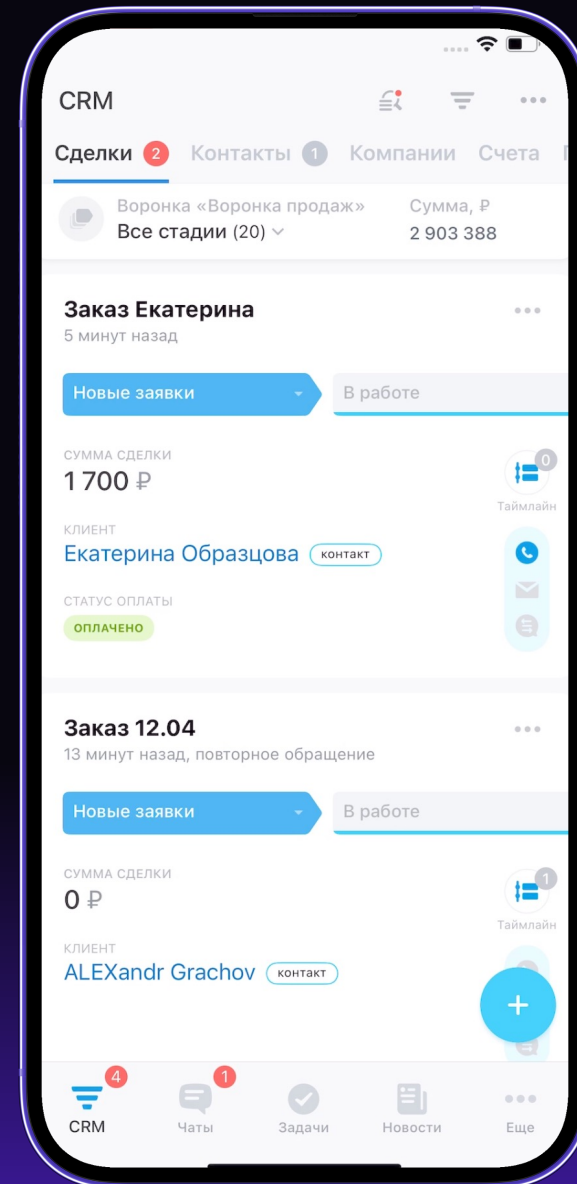 CRM
Сделки 2 Контакты 1 Компании Счета
Воронка «Воронка продаж» Сумма, ₽
Все стадии (20) 2 903 388
Заказ Екатерина
5 минут назад
Новые заявки В работе
СУММА СДЕЛКИ
1 700 ₽
0
Таймлайн
КЛИЕНТ
Екатерина Образцова контакт
СТАТУС ОПЛАТЫ
ОПЛАЧЕНО
Заказ 12.04
13 минут назад, повторное обращение
Новые заявки В работе
СУММА СДЕЛКИ
0 ₽
1
Таймлайн
КЛИЕНТ
ALEXandr Grachov контакт
+
4 1
CRM Чаты Задачи Новости Еще